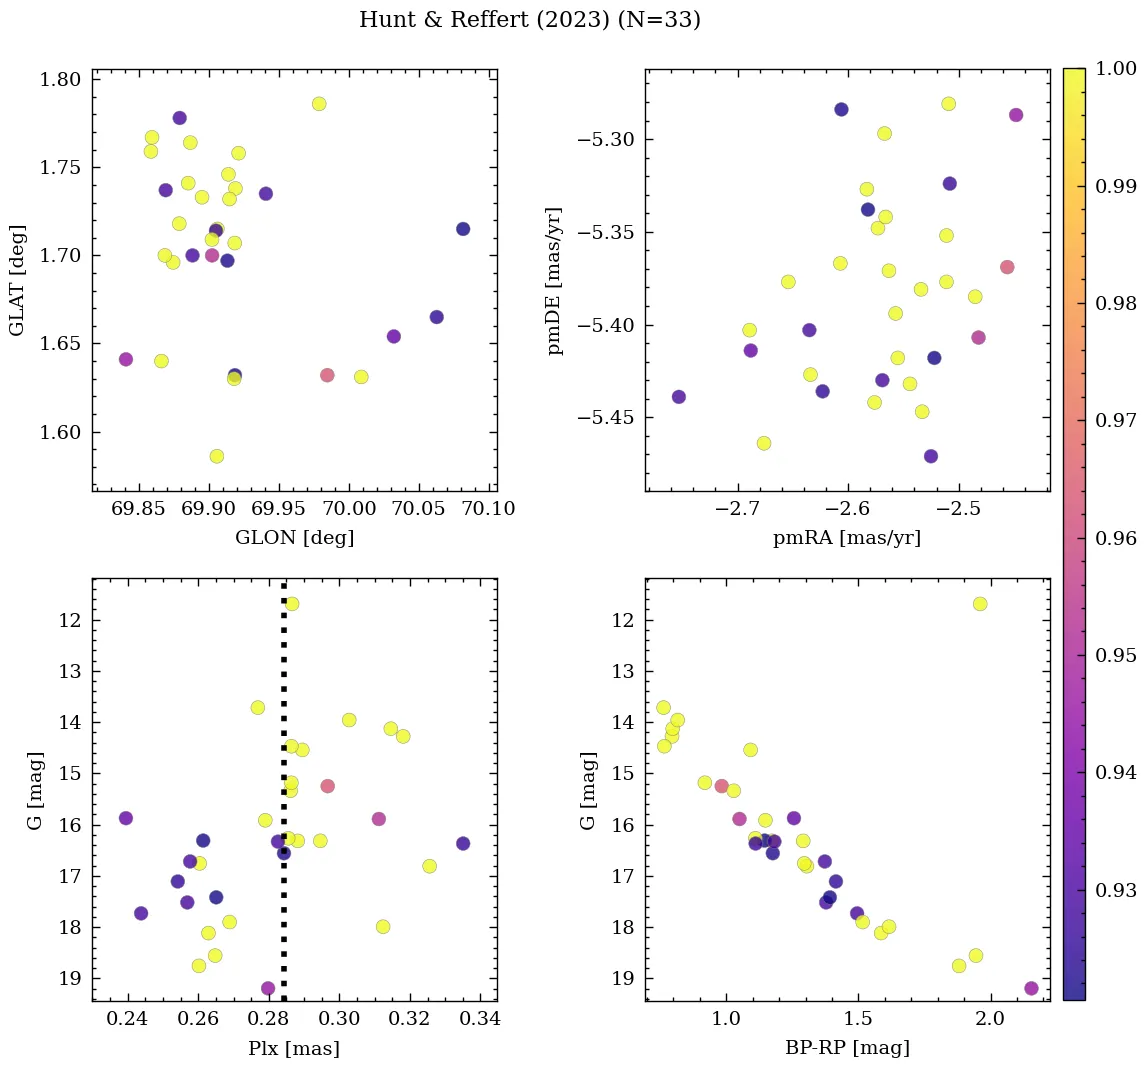 Hunt & Reffert (2023) (N=33)
1.80
1.75
1.70
1.65
1.60
GLAT [deg]
69.85 69.90 69.95 70.00 70.05 70.10
GLON [deg]
−5.30
−5.35
−5.40
−5.45
pmDE [mas/yr]
−2.7 −2.6 −2.5
pmRA [mas/yr]
12
13
14
15
16
17
18
19
G [mag]
0.24 0.26 0.28 0.30 0.32 0.34
Plx [mas]
12
13
14
15
16
17
18
19
G [mag]
1.0 1.5 2.0
BP-RP [mag]
1.00
0.99
0.98
0.97
0.96
0.95
0.94
0.93